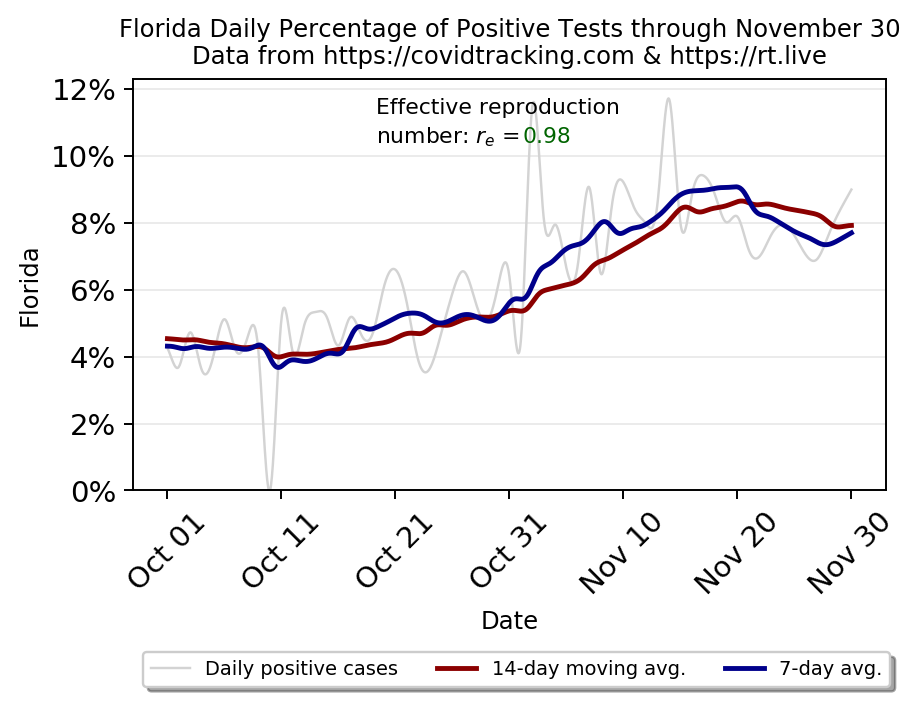 Florida Daily Percentage of Positive Tests through November 30
Data from https://covidtracking.com & https://rt.live
12%
Effective reproduction
number: rₑ =0.98
10%
8%
6%
4%
2%
0%
Florida
Oct 01
Oct 11
Oct 21
Oct 31
Nov 10
Nov 20
Nov 30
Date
Daily positive cases
14-day moving avg.
7-day avg.